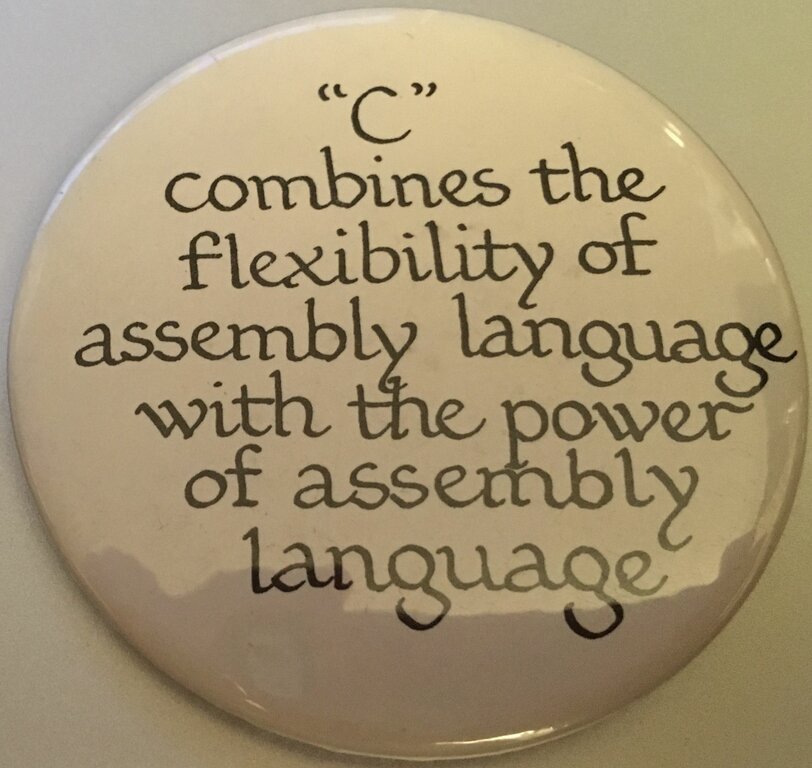 “C”
combines the
flexibility of
assembly language
with the power
of assembly
language